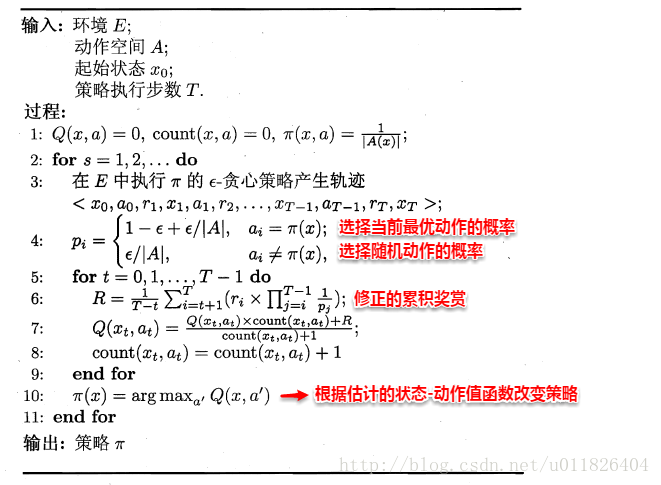 输入: 环境 E;
动作空间 A;
起始状态 x₀;
策略执行步数 T.
过程:
1: Q(x,a) = 0, count(x,a) = 0, π(x,a) = 1/|A(x)|;
2: for s = 1,2,... do
3: 在 E 中执行 π 的 ϵ-贪心策略产生轨迹
< x₀,a₀,r₁,x₁,a₁,r₂,...,x_{T−1},a_{T−1},r_T,x_T >;
4: p_i = { 1 − ϵ + ϵ/|A|, a_i = π(x); 选择当前最优动作的概率
ϵ/|A|, a_i ≠ π(x), 选择随机动作的概率
5: for t = 0,1,...,T − 1 do
6: R = 1/(T−t) ∑_{i=t+1}^{T} (r_i × ∏_{j=i}^{T−1} 1/p_j); 修正的累积奖赏
7: Q(x_t,a_t) = (Q(x_t,a_t)×count(x_t,a_t)+R)/(count(x_t,a_t)+1);
8: count(x_t,a_t) = count(x_t,a_t) + 1
9: end for
10: π(x) = arg max_{a′} Q(x,a′) 根据估计的状态-动作值函数改变策略
11: end for
输出: 策略 π
http://blog.csdn.net/u011826404